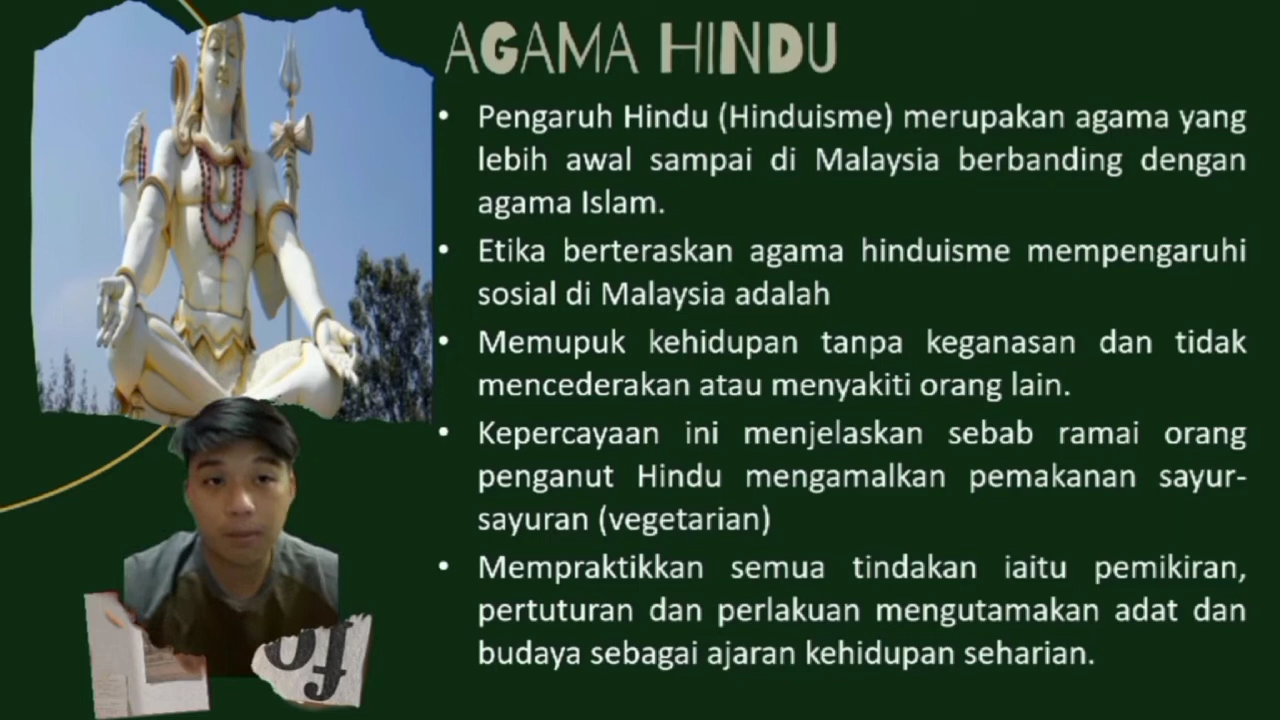 AGAMA HINDU
• Pengaruh Hindu (Hinduisme) merupakan agama yang
lebih awal sampai di Malaysia berbanding dengan
agama Islam.
• Etika berteraskan agama hinduisme mempengaruhi
sosial di Malaysia adalah
• Memupuk kehidupan tanpa keganasan dan tidak
mencederakan atau menyakiti orang lain.
• Kepercayaan ini menjelaskan sebab ramai orang
penganut Hindu mengamalkan pemakanan sayur-
sayuran (vegetarian)
• Mempraktikkan semua tindakan iaitu pemikiran,
pertuturan dan perlakuan mengutamakan adat dan
budaya sebagai ajaran kehidupan seharian.
fo